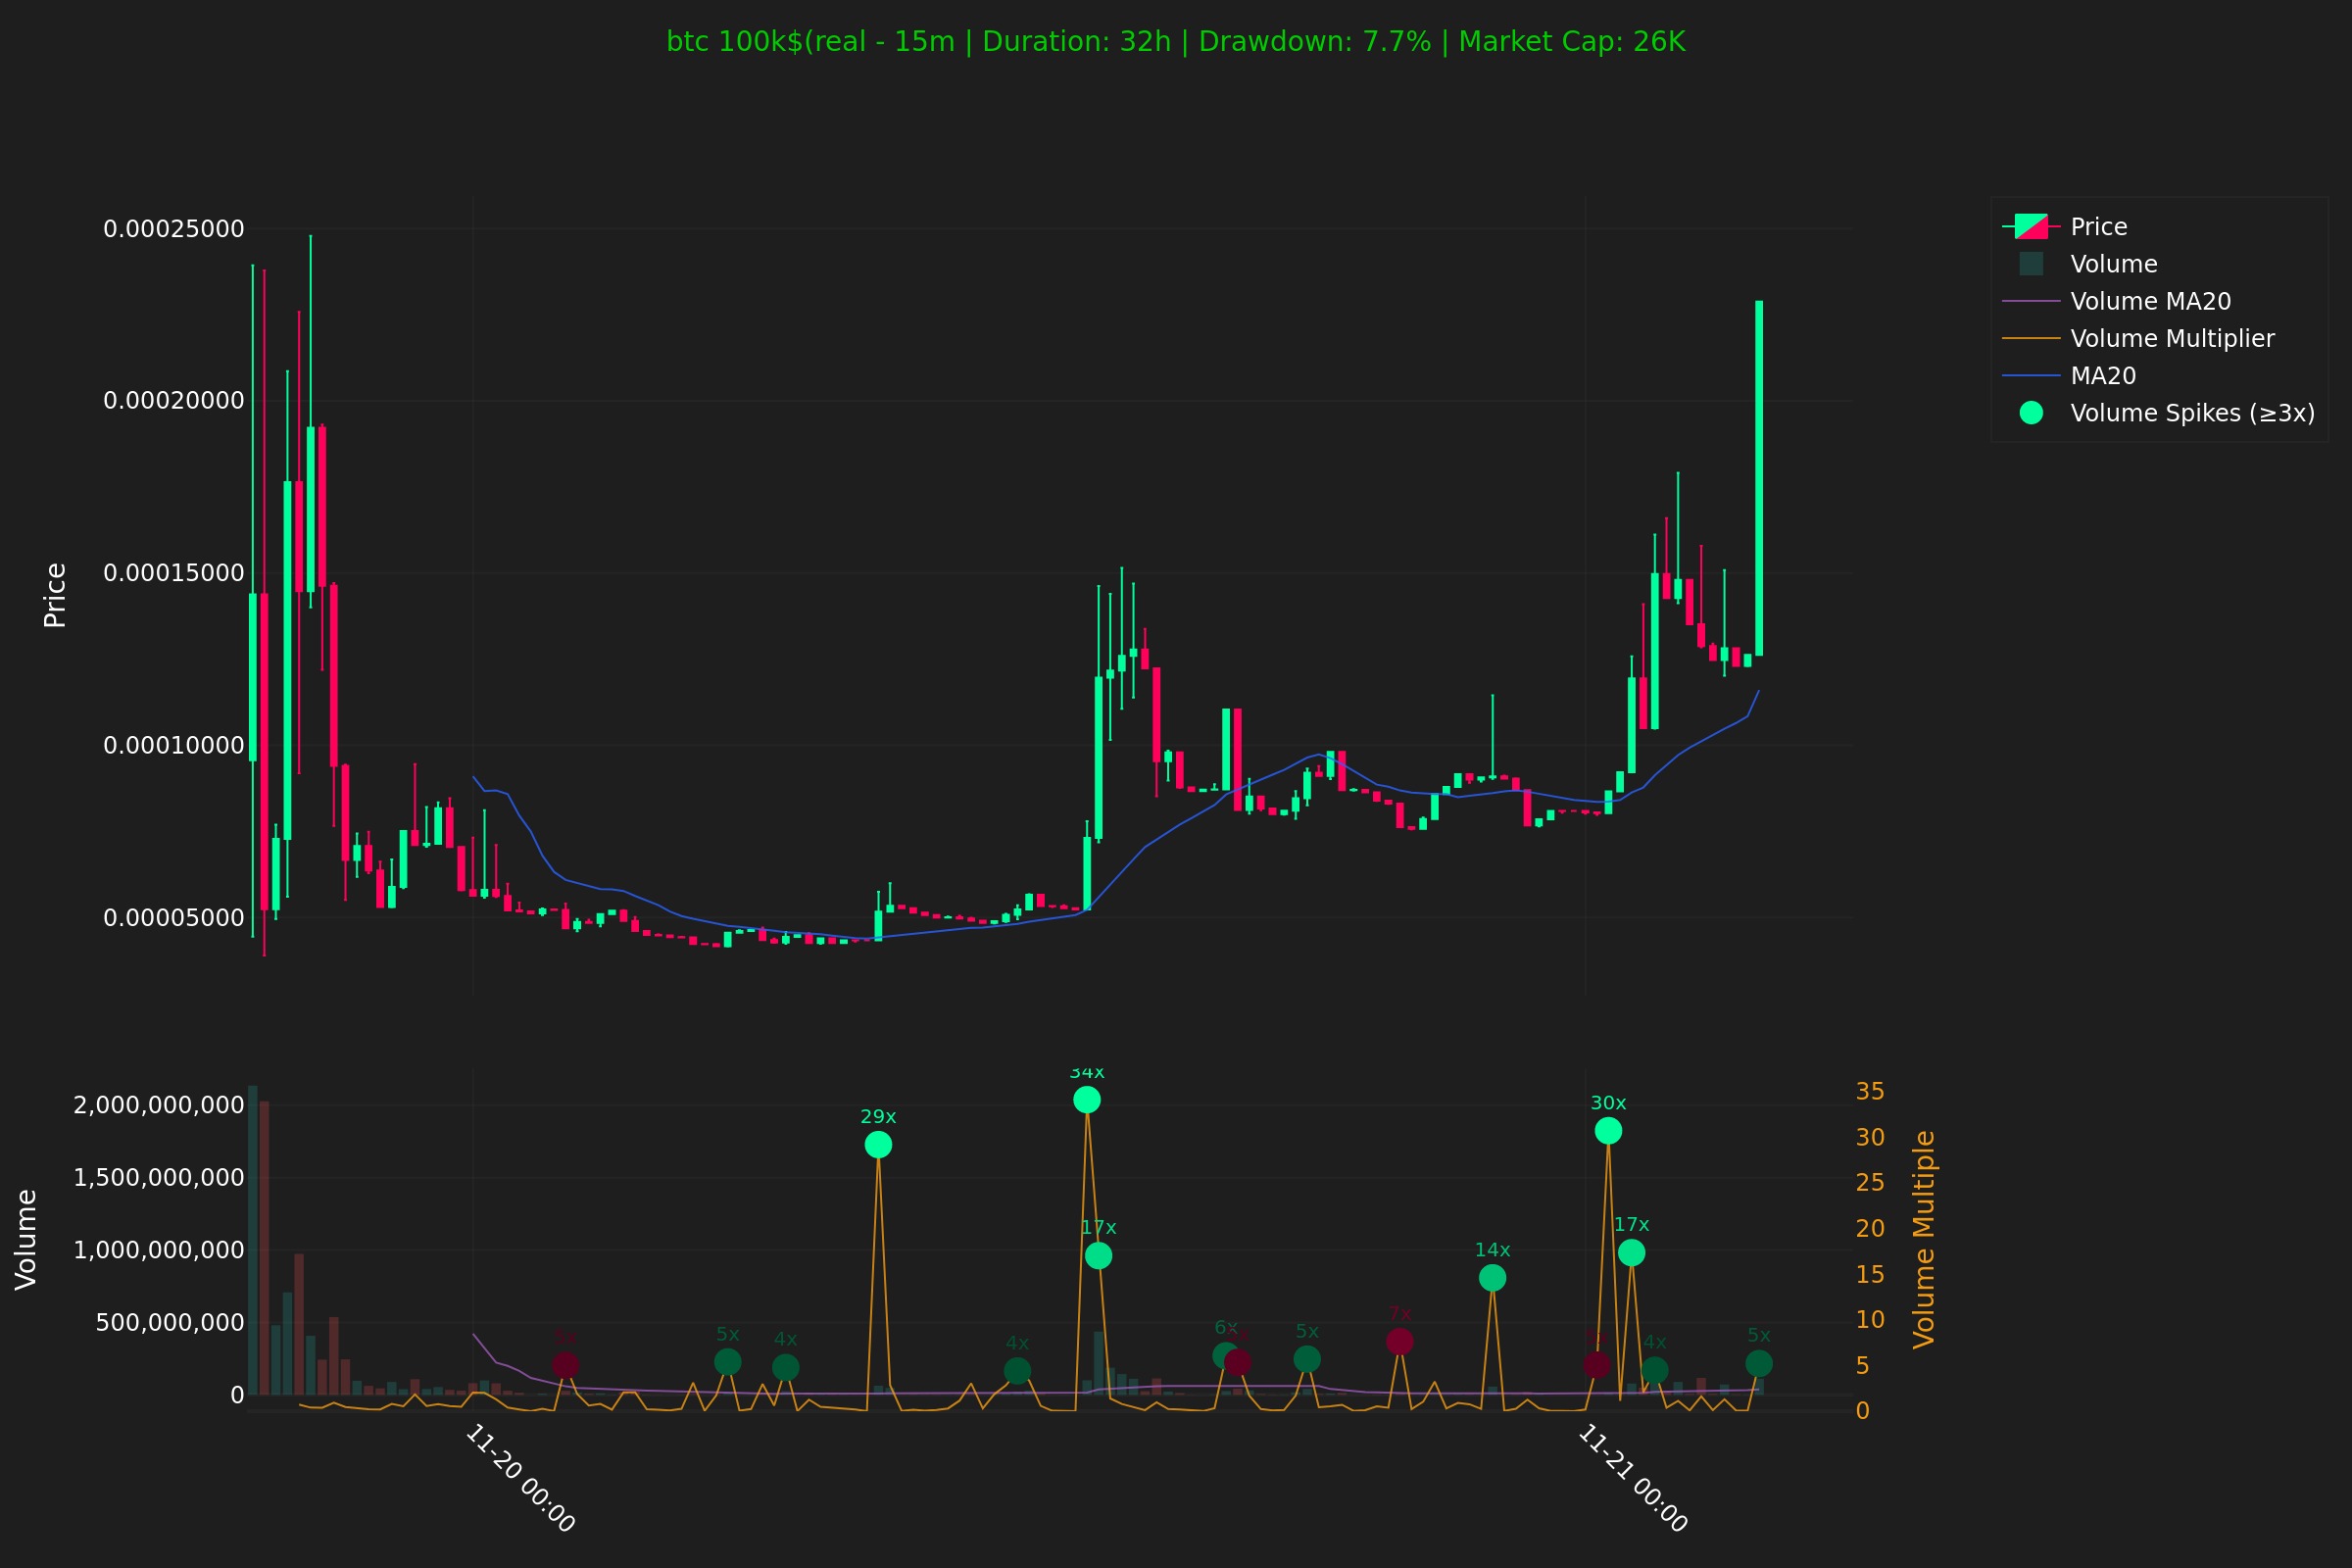 btc 100k$(real - 15m | Duration: 32h | Drawdown: 7.7% | Market Cap: 26K
Price
0.00025000
0.00020000
0.00015000
0.00010000
0.00005000
Price
Volume
Volume MA20
Volume Multiplier
MA20
Volume Spikes (≥3x)
Volume
2,000,000,000
1,500,000,000
1,000,000,000
500,000,000
0
5x
4x
29x
4x
34x
17x
6x
5x
7x
14x
30x
17x
4x
5x
35
30
25
20
15
10
5
0
Volume Multiple
11-20 00:00
11-21 00:00